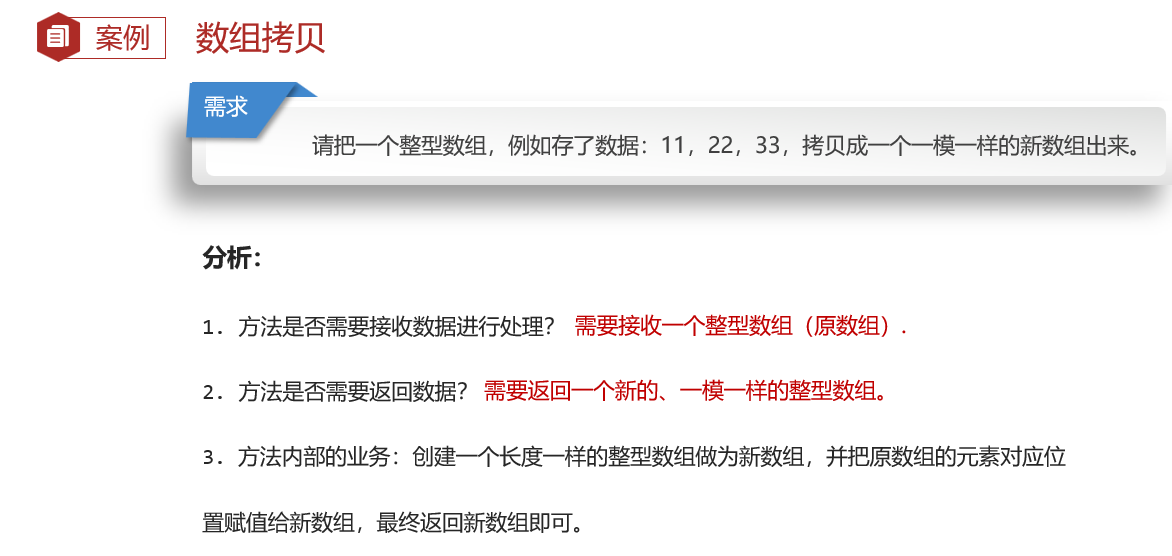 案例 数组拷贝
需求
请把一个整型数组，例如存了数据：11，22，33，拷贝成一个一模一样的新数组出来。
分析：
1. 方法是否需要接收数据进行处理？ 需要接收一个整型数组（原数组）.
2. 方法是否需要返回数据？ 需要返回一个新的、一模一样的整型数组。
3. 方法内部的业务：创建一个长度一样的整型数组做为新数组，并把原数组的元素对应位
置赋值给新数组，最终返回新数组即可。